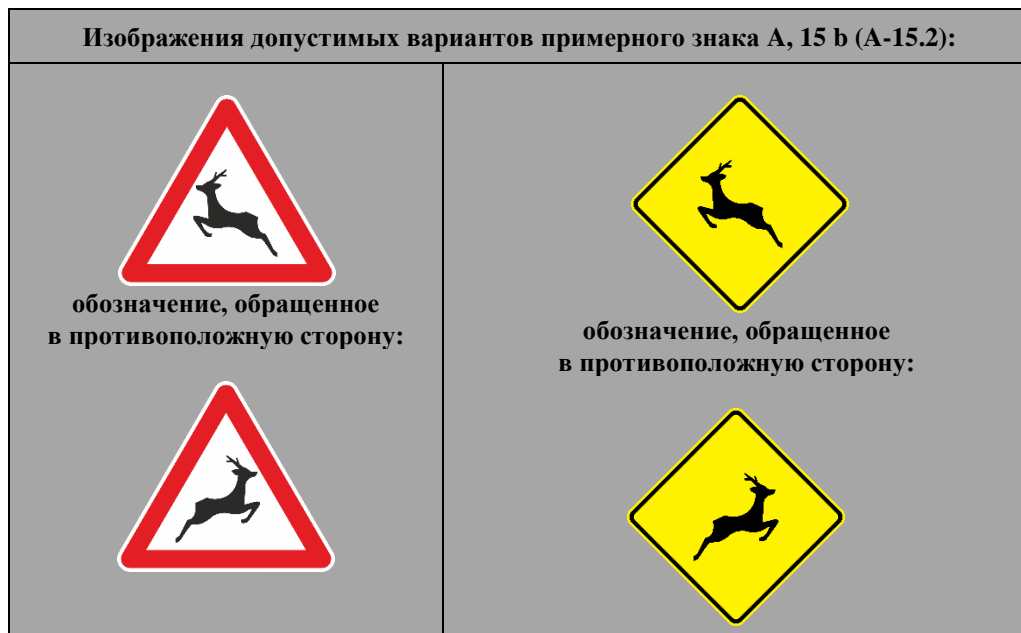 Изображения допустимых вариантов примерного знака A, 15 b (A-15.2):
обозначение, обращенное
в противоположную сторону:
обозначение, обращенное
в противоположную сторону: